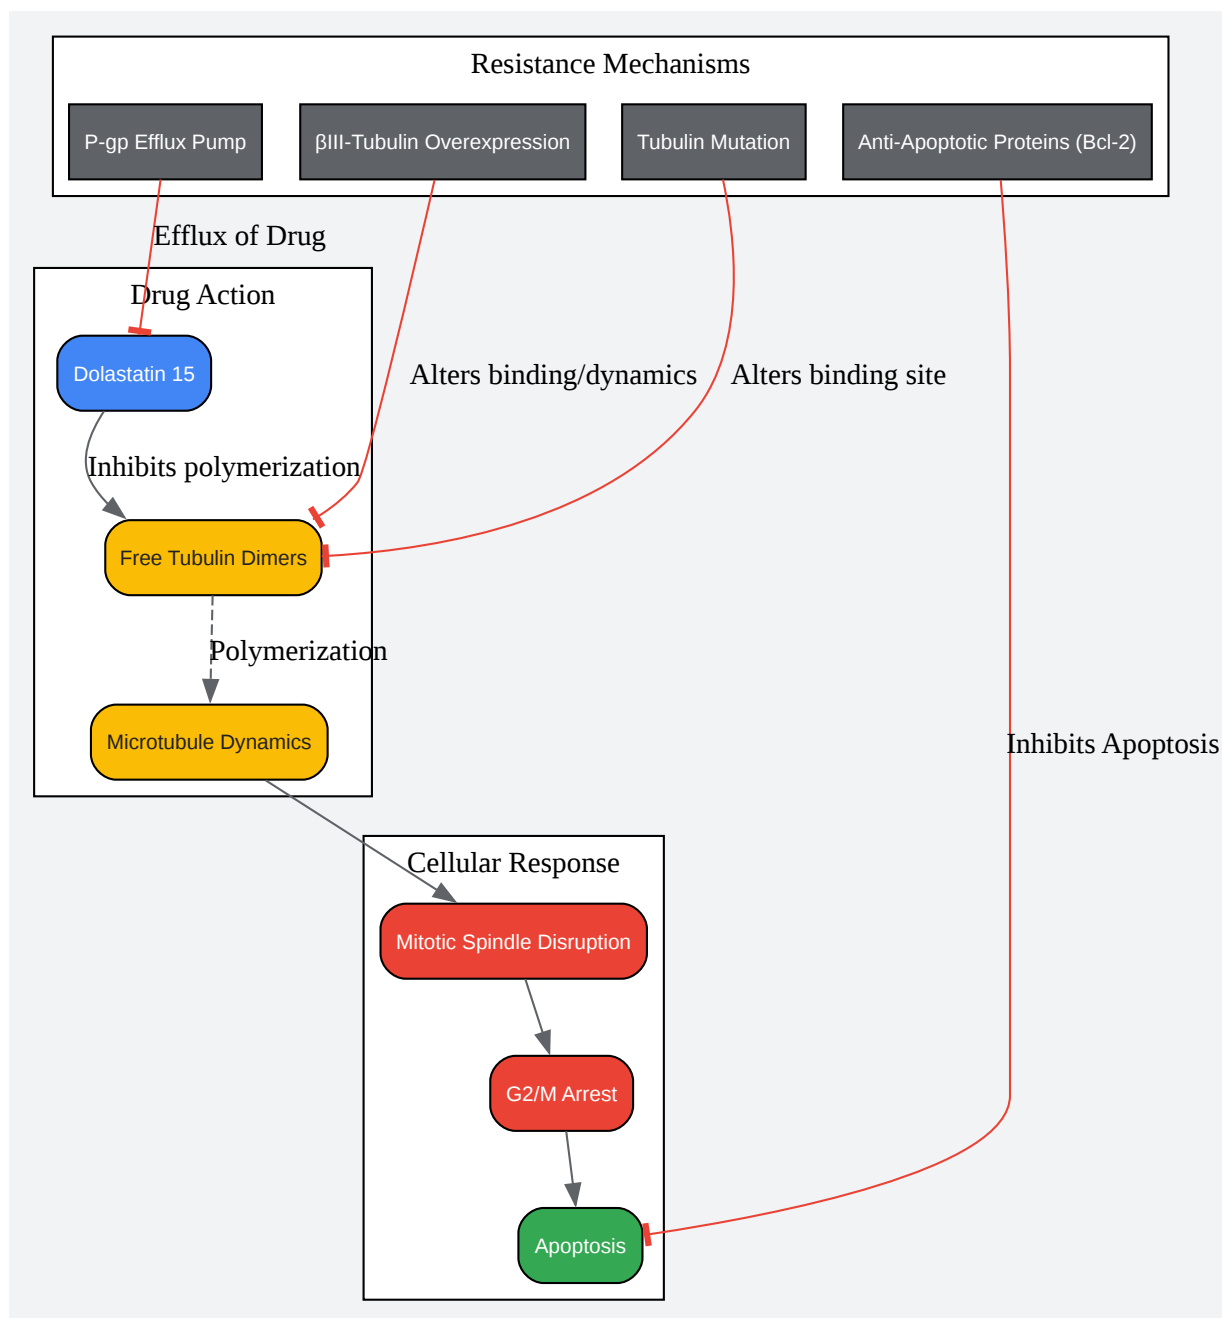 Resistance Mechanisms
P-gp Efflux Pump
βIII-Tubulin Overexpression
Tubulin Mutation
Anti-Apoptotic Proteins (Bcl-2)
Efflux of Drug
Drug Action
Dolastatin 15
Alters binding/dynamics
Alters binding site
Inhibits polymerization
Free Tubulin Dimers
Polymerization
Microtubule Dynamics
Inhibits Apoptosis
Cellular Response
Mitotic Spindle Disruption
G2/M Arrest
Apoptosis